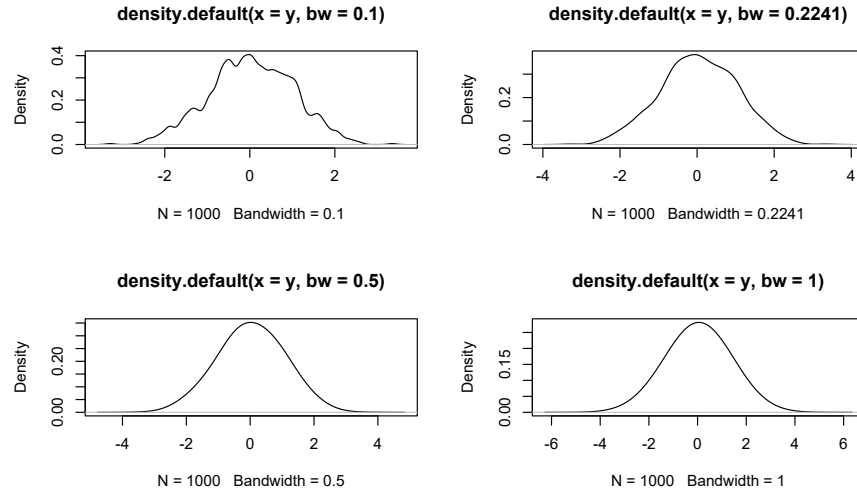 density.default(x = y, bw = 0.1)
Density
0.0 0.2 0.4
-2 0 2
N = 1000 Bandwidth = 0.1
density.default(x = y, bw = 0.2241)
Density
0.0 0.2
-4 -2 0 2 4
N = 1000 Bandwidth = 0.2241
density.default(x = y, bw = 0.5)
Density
0.00 0.20
-4 -2 0 2 4
N = 1000 Bandwidth = 0.5
density.default(x = y, bw = 1)
Density
0.00 0.15
-6 -4 -2 0 2 4 6
N = 1000 Bandwidth = 1